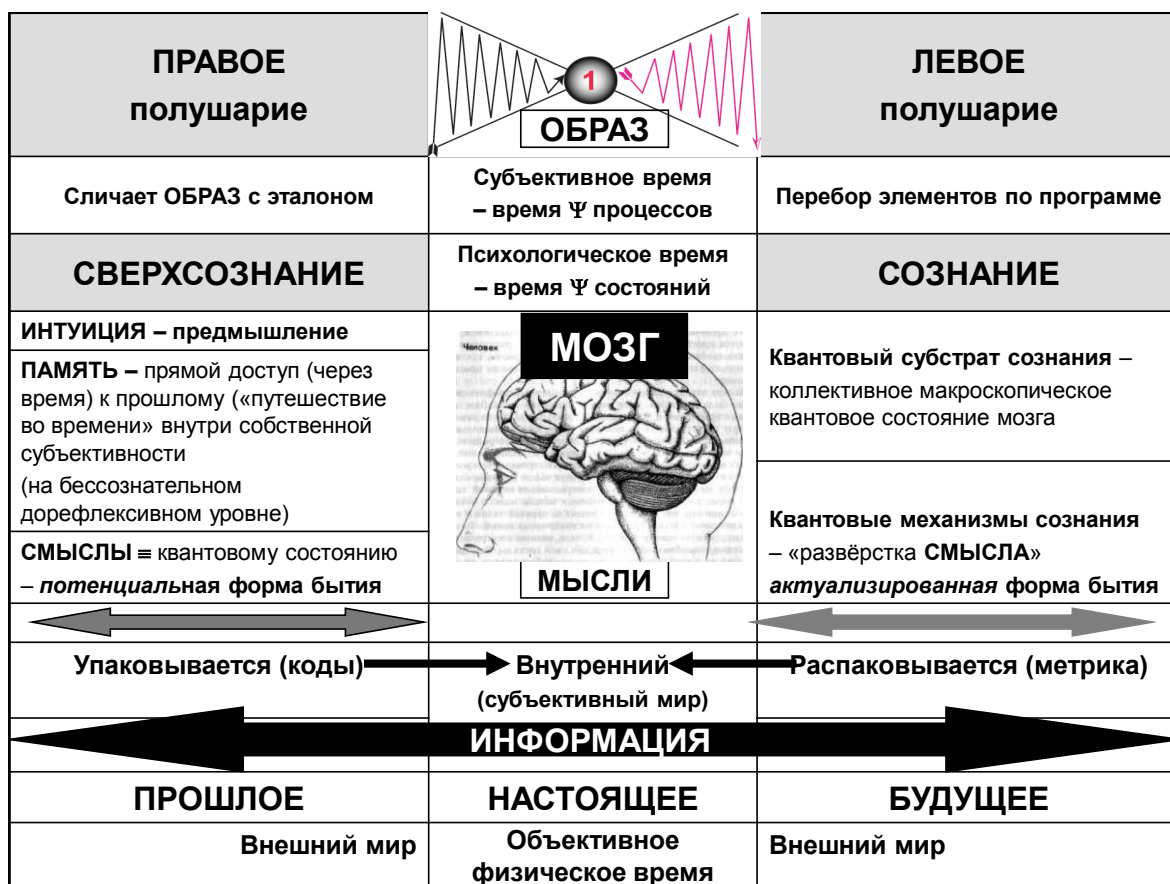 ПРАВОЕ
полушарие
1
ОБРАЗ
ЛЕВОЕ
полушарие
Сличает ОБРАЗ с эталоном
Субъективное время
– время Ψ процессов
Перебор элементов по программе
СВЕРХСОЗНАНИЕ
Психологическое время
– время Ψ состояний
СОЗНАНИЕ
ИНТУИЦИЯ – предмышление
ПАМЯТЬ – прямой доступ (через
время) к прошлому («путешествие
во времени» внутри собственной
субъективности
(на бессознательном
дорефлексивном уровне)
СМЫСЛЫ ≡ квантовому состоянию
– потенциальная форма бытия
Человек
МОЗГ
МЫСЛИ
Квантовый субстрат сознания –
коллективное макроскопическое
квантовое состояние мозга
Квантовые механизмы сознания
– «развёрстка СМЫСЛА»
актуализированная форма бытия
Упаковывается (коды)
Внутренний
(субъективный мир)
Распаковывается (метрика)
ИНФОРМАЦИЯ
ПРОШЛОЕ
НАСТОЯЩЕЕ
БУДУЩЕЕ
Внешний мир
Объективное
физическое время
Внешний мир